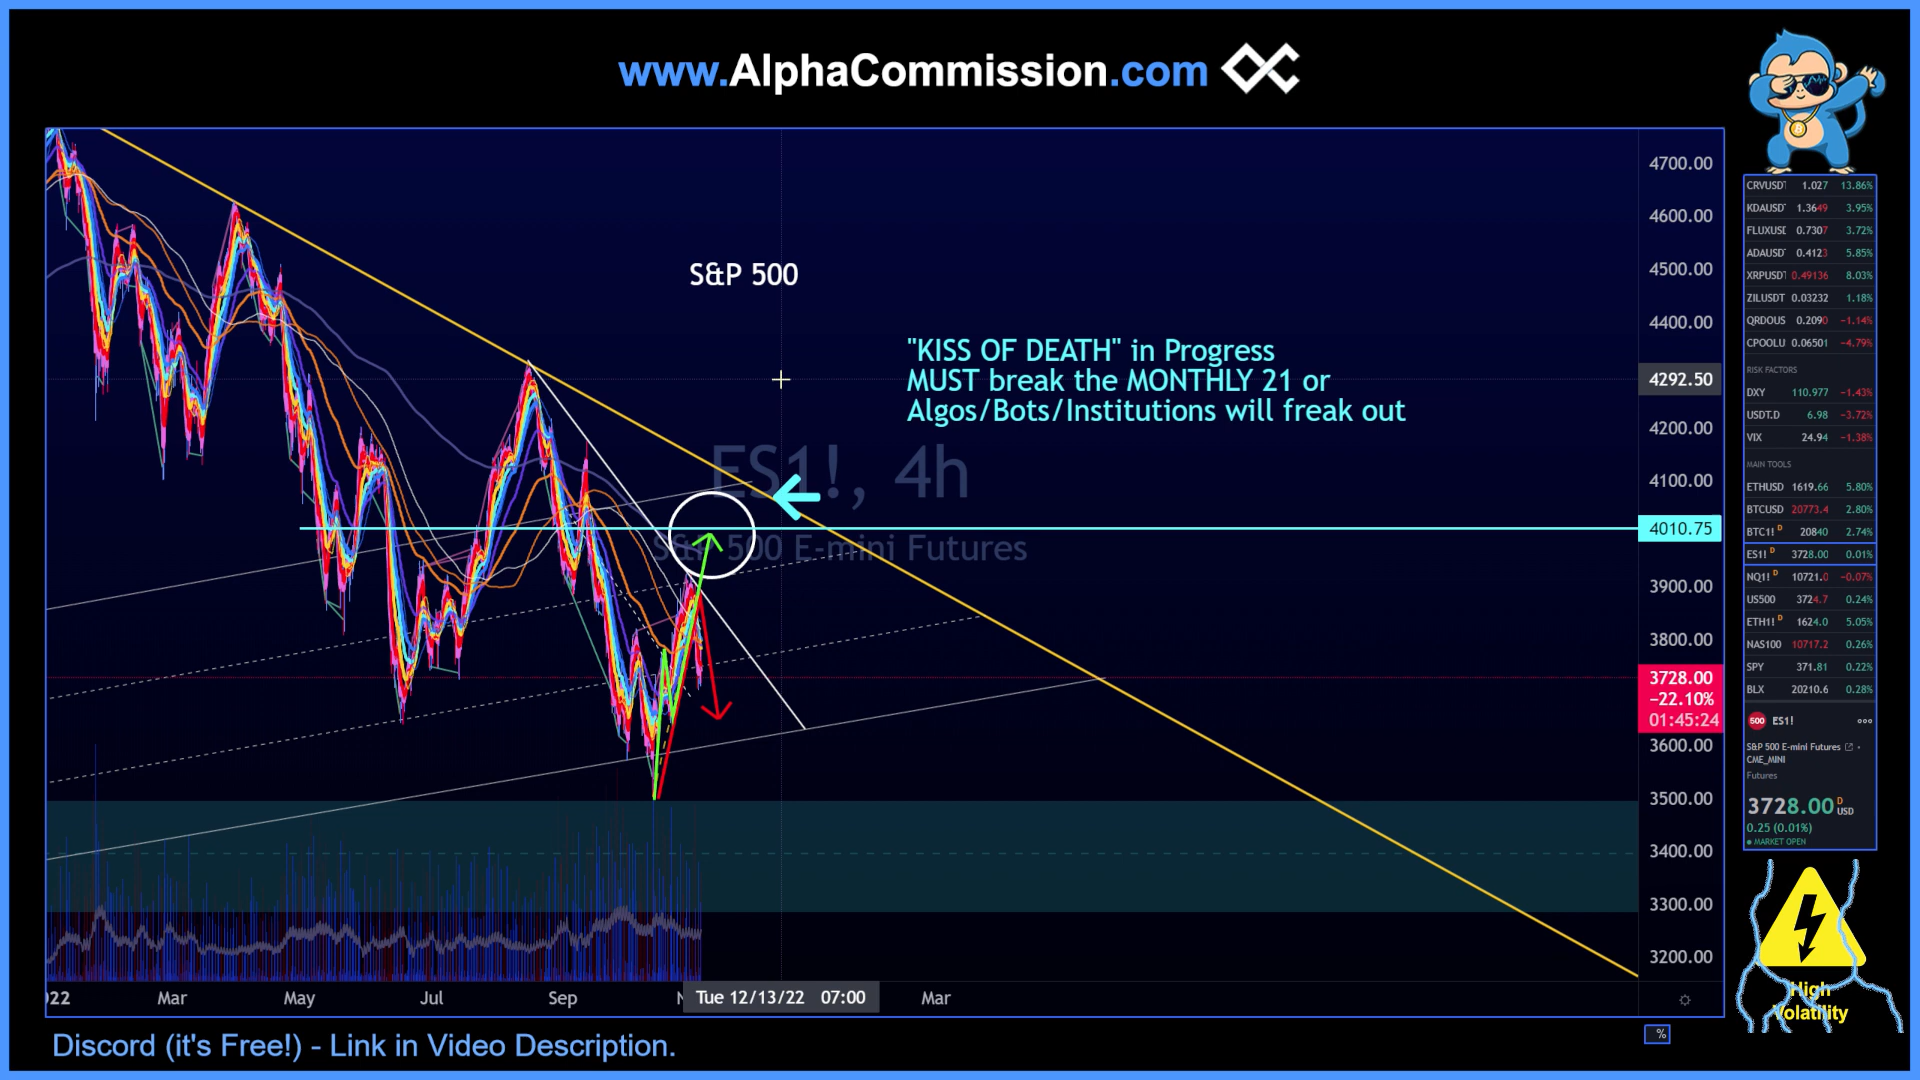 www.AlphaCommission.com
S&P 500
"KISS OF DEATH" in Progress
MUST break the MONTHLY 21 or
Algos/Bots/Institutions will freak out
ES1!, 4h
S&P 500 E-mini Futures
4700.00
4600.00
4500.00
4400.00
4292.50
4200.00
4100.00
4010.75
3900.00
3800.00
3728.00
−22.10%
01:45:24
3600.00
3500.00
3400.00
3300.00
3200.00
022 Mar May Jul Sep N Tue 12/13/22 07:00 Mar
CRVUSDT 1.027 13.86%
KDAUSDT 1.3649 3.95%
FLUXUSD 0.7307 3.72%
ADAUSDT 0.4123 5.85%
XRPUSDT 0.49136 8.03%
ZILUSDT 0.03232 1.18%
QRDOUS 0.2090 −1.14%
CPOOLU 0.06501 −4.79%
RISK FACTORS
DXY 110.977 −1.43%
USDT.D 6.98 −3.72%
VIX 24.94 −1.38%
MAIN TOOLS
ETHUSD 1619.66 5.80%
BTCUSD 20773.4 2.80%
BTC1! D 20840 2.74%
ES1! D 3728.00 0.01%
NQ1! D 10721.0 −0.07%
US500 3724.7 0.24%
ETH1! D 1624.0 5.05%
NAS100 10717.2 0.26%
SPY 371.81 0.22%
BLX 20210.6 0.28%
500 ES1!
S&P 500 E-mini Futures
CME_MINI
Futures
3728.00 D USD
0.25 (0.01%)
MARKET OPEN
High
Volatility
%
Discord (it's Free!) - Link in Video Description.